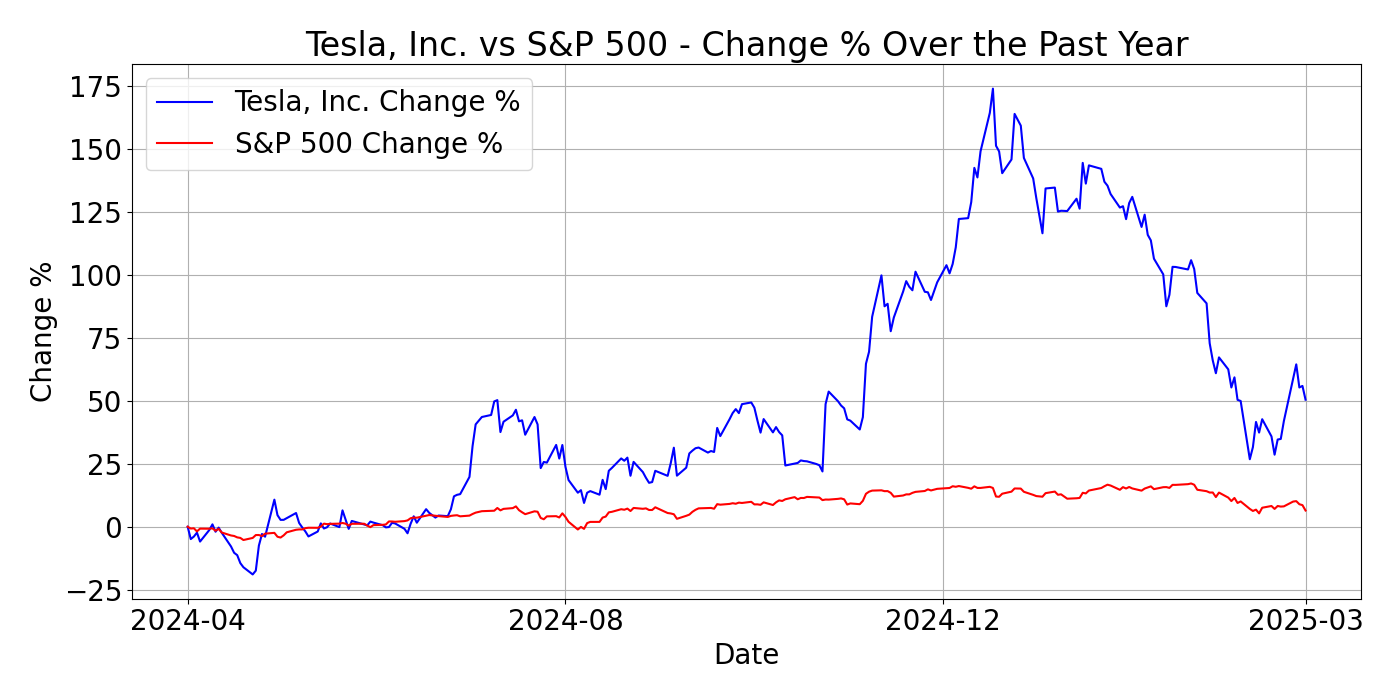 Tesla, Inc. vs S&P 500 - Change % Over the Past Year
Tesla, Inc. Change %
S&P 500 Change %
175
150
125
100
75
50
25
0
−25
Change %
2024-04
2024-08
2024-12
2025-03
Date